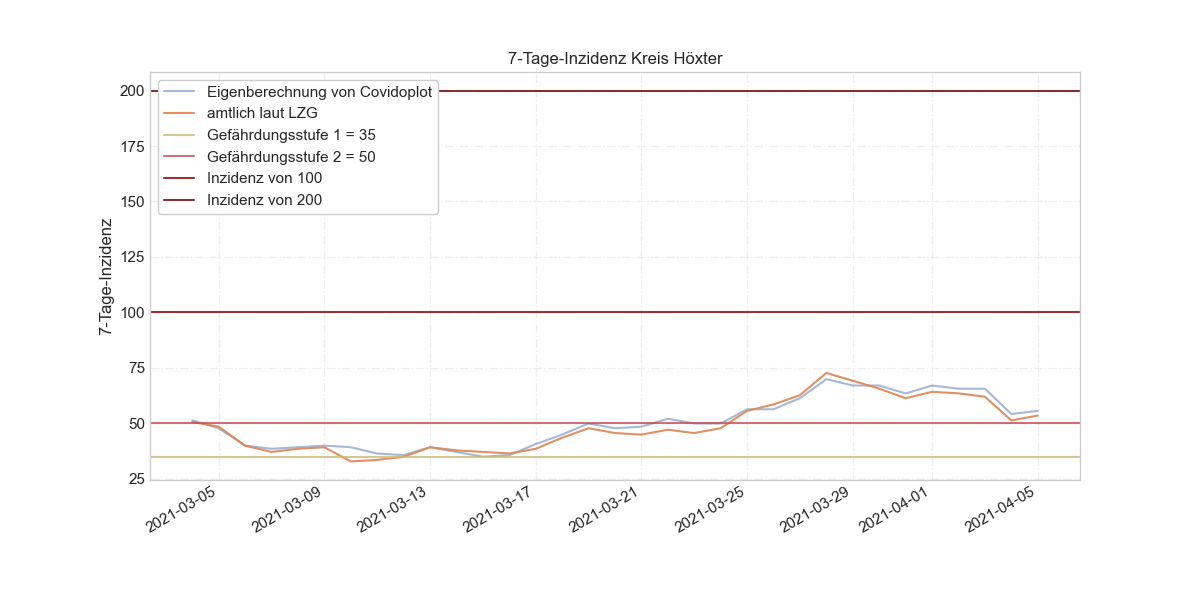 7-Tage-Inzidenz Kreis Höxter
Eigenberechnung von Covidoplot
amtlich laut LZG
Gefährdungsstufe 1 = 35
Gefährdungsstufe 2 = 50
Inzidenz von 100
Inzidenz von 200
7-Tage-Inzidenz
200
175
150
125
100
75
50
25
2021-03-05
2021-03-09
2021-03-13
2021-03-17
2021-03-21
2021-03-25
2021-03-29
2021-04-01
2021-04-05